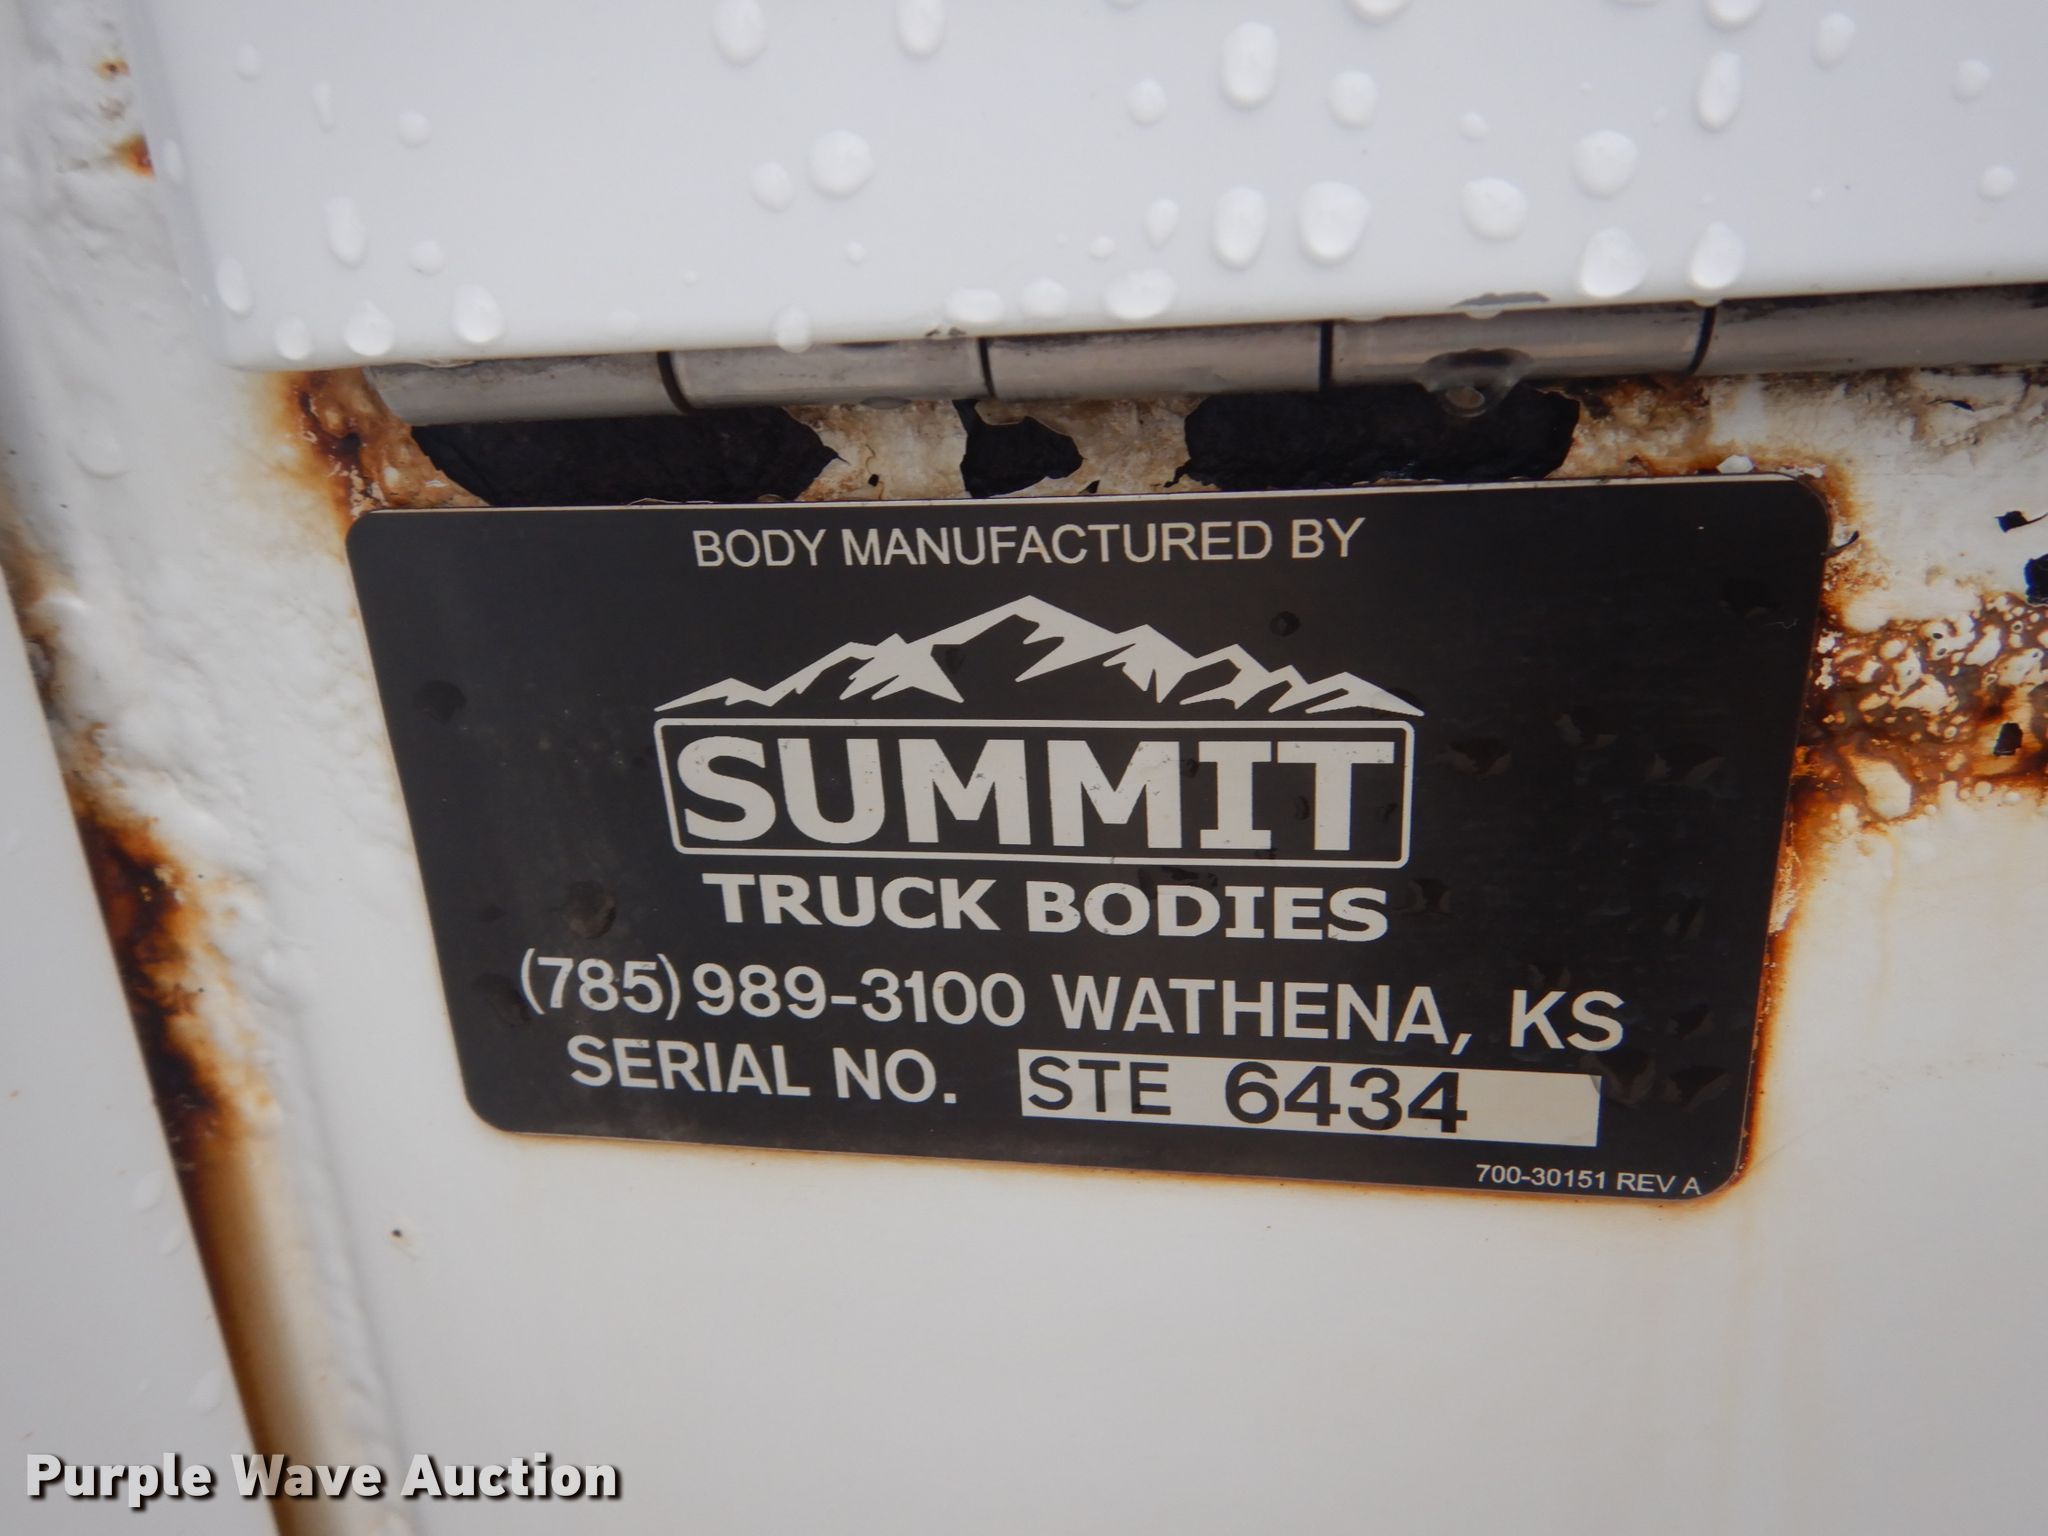 BODY MANUFACTURED BY
SUMMIT
TRUCK BODIES
(785) 989-3100 WATHENA, KS
SERIAL NO. STE 6434
700-30151 REV A
Purple Wave Auction